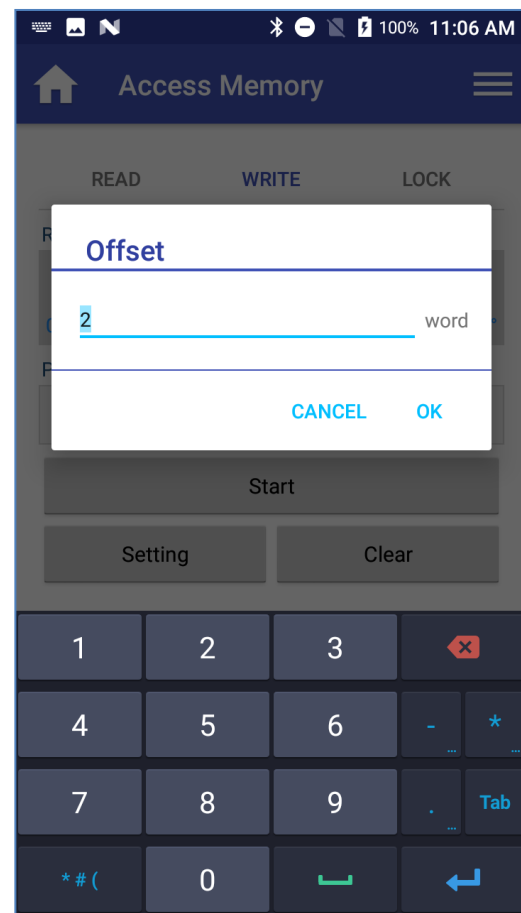 100% 11:06 AM
Access Memory
READ WRITE LOCK
R
Offset
2 word
P
CANCEL OK
Start
Setting Clear
1 2 3
4 5 6 - *
... ...
7 8 9 . Tab
...
*#( 0